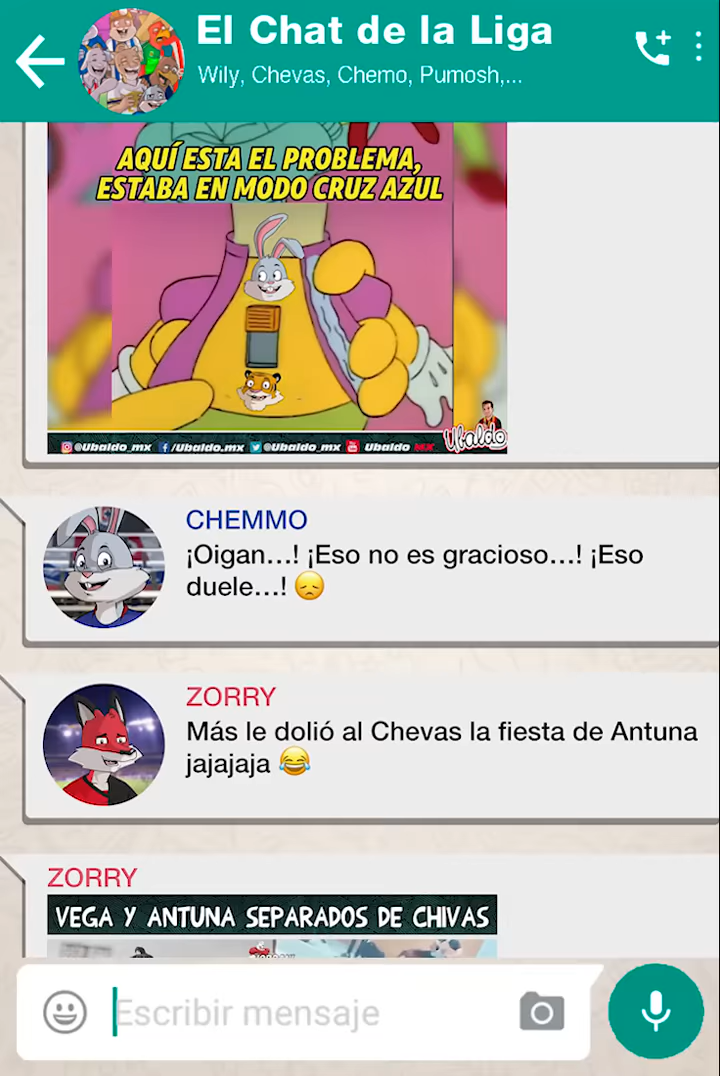 El Chat de la Liga
Wily, Chevas, Chemo, Pumosh,...
AQUÍ ESTA EL PROBLEMA,
ESTABA EN MODO CRUZ AZUL
@Ubaldo_mx /Ubaldo.mx @Ubaldo_mx Ubaldo MX
Ubaldo
CHEMMO
¡Oigan...! ¡Eso no es gracioso...! ¡Eso
duele...! 😞
ZORRY
Más le dolió al Chevas la fiesta de Antuna
jajajaja 😂
ZORRY
VEGA Y ANTUNA SEPARADOS DE CHIVAS
Escribir mensaje